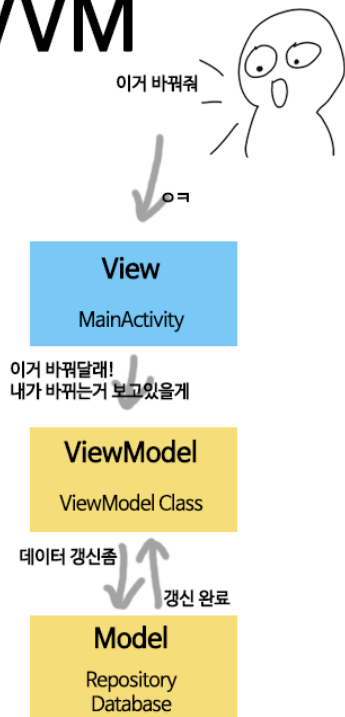 VVM
이거 바꿔줘
ㅇㅋ
View
MainActivity
이거 바꿔달래!
내가 바뀌는거 보고있을게
ViewModel
ViewModel Class
데이터 갱신좀
갱신 완료
Model
Repository
Database